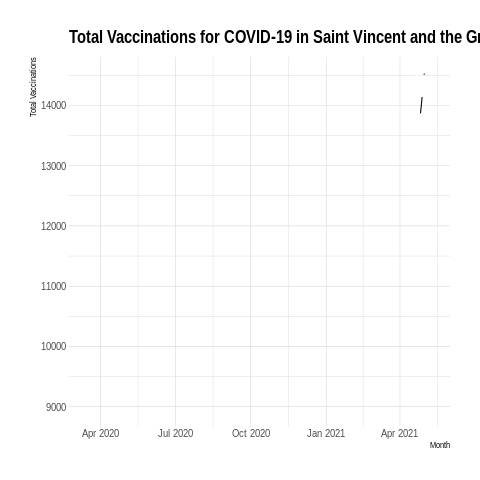 Total Vaccinations for COVID-19 in Saint Vincent and the Gr
Total Vaccinations
14000
13000
12000
11000
10000
9000
Apr 2020 Jul 2020 Oct 2020 Jan 2021 Apr 2021
Month